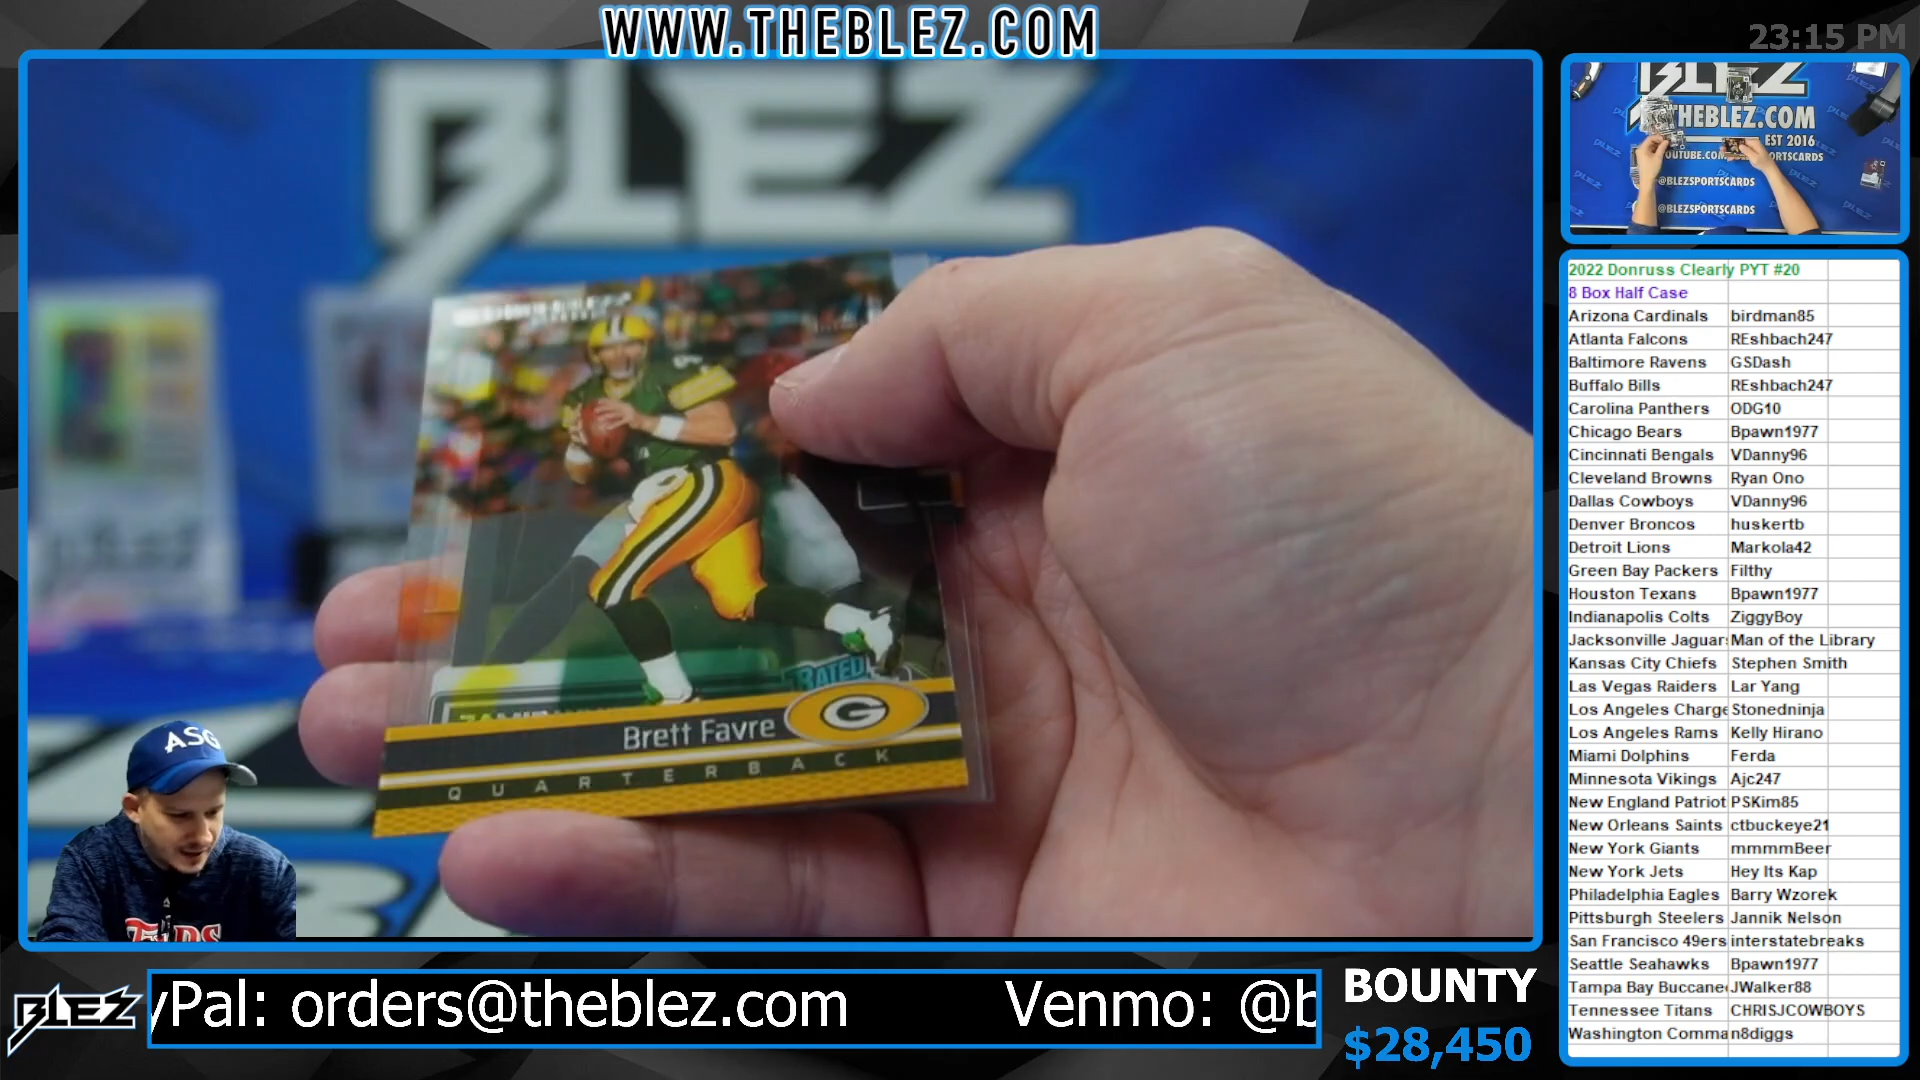 WWW.THEBLEZ.COM
23:15 PM
BLEZ
BLEZ
THEBLEZ.COM
EST 2016
@BLEZSPORTSCARDS
@BLEZSPORTSCARDS
RATED
Brett Favre
G
QUARTERBACK
ASG
2022 Donruss Clearly PYT #20
8 Box Half Case
Arizona Cardinals birdman85
Atlanta Falcons REshbach247
Baltimore Ravens GSDash
Buffalo Bills REshbach247
Carolina Panthers ODG10
Chicago Bears Bpawn1977
Cincinnati Bengals VDanny96
Cleveland Browns Ryan Ono
Dallas Cowboys VDanny96
Denver Broncos huskertb
Detroit Lions Markola42
Green Bay Packers Filthy
Houston Texans Bpawn1977
Indianapolis Colts ZiggyBoy
Jacksonville Jaguar Man of the Library
Kansas City Chiefs Stephen Smith
Las Vegas Raiders Lar Yang
Los Angeles Charge Stonedninja
Los Angeles Rams Kelly Hirano
Miami Dolphins Ferda
Minnesota Vikings Ajc247
New England Patriot PSKim85
New Orleans Saints ctbuckeye21
New York Giants mmmmBeer
New York Jets Hey Its Kap
Philadelphia Eagles Barry Wzorek
Pittsburgh Steelers Jannik Nelson
San Francisco 49ers interstatebreaks
Seattle Seahawks Bpawn1977
Tampa Bay Buccanee JWalker88
Tennessee Titans CHRISJCOWBOYS
Washington Comma n8diggs
BLEZ
yPal: orders@theblez.com Venmo: @b
BOUNTY
$28,450